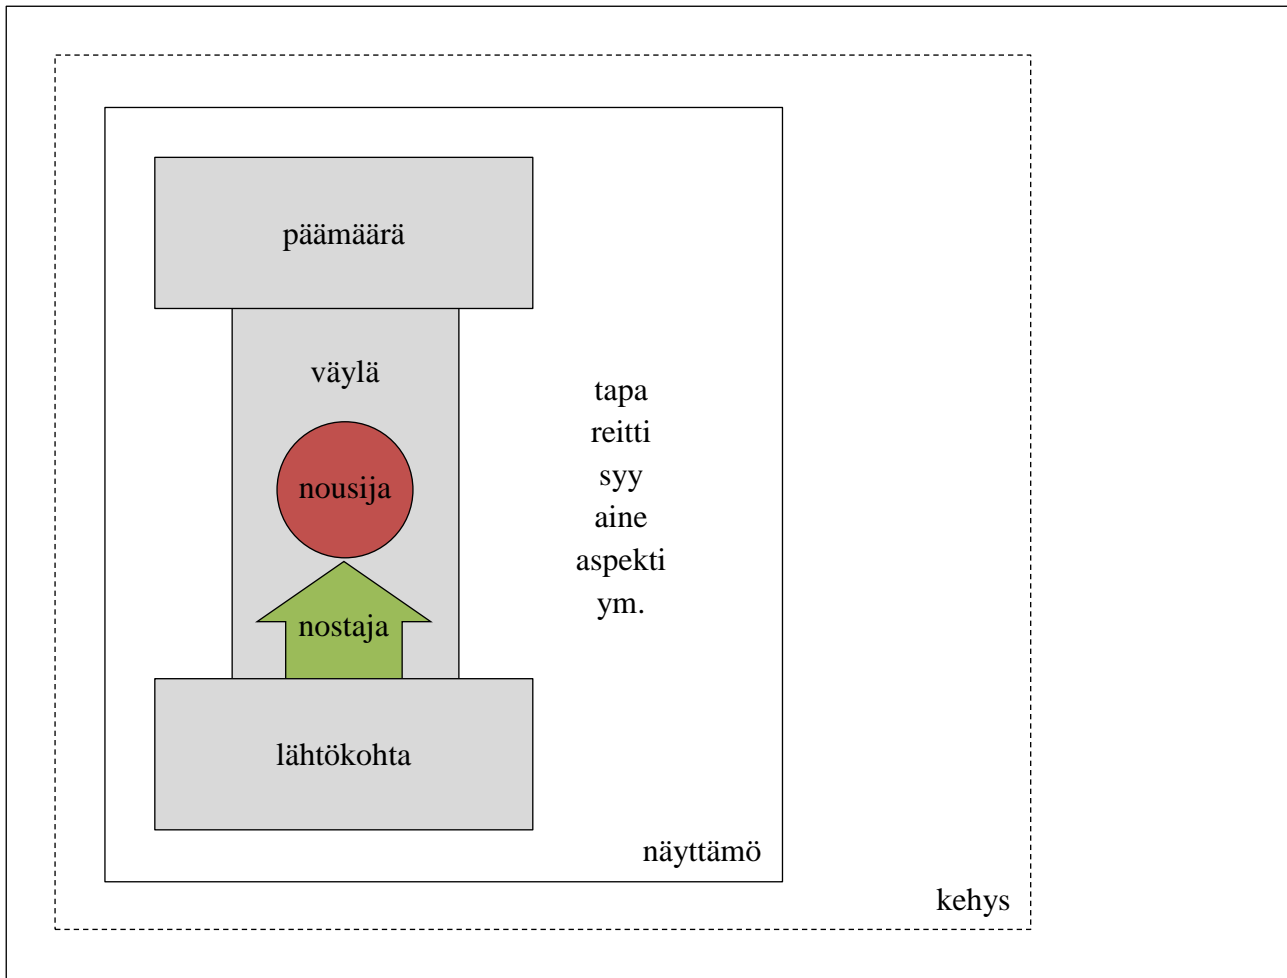 päämäärä
väylä
nousija
nostaja
lähtökohta
tapa
reitti
syy
aine
aspekti
ym.
näyttämö
kehys